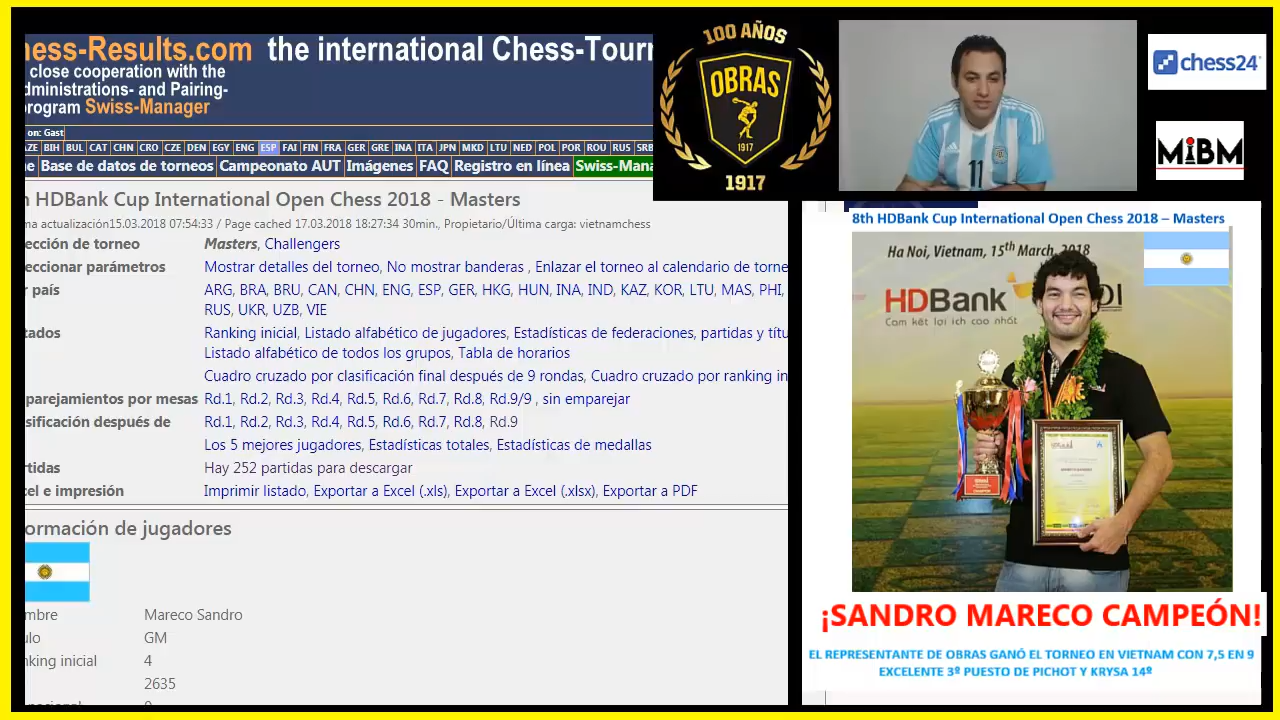 hess-Results.com the international Chess-Tourn
close cooperation with the
dministrations- and Pairing-
program Swiss-Manager
on: Gast
AZE BIH BUL CAT CHN CRO CZE DEN EGY ENG ESP FAI FIN FRA GER GRE INA ITA JPN MKD LTU NED POL POR ROU RUS SRB
Base de datos de torneos Campeonato AUT Imágenes FAQ Registro en línea Swiss-Mana
HDBank Cup International Open Chess 2018 - Masters
ma actualización15.03.2018 07:54:33 / Page cached 17.03.2018 18:27:34 30min., Propietario/Última carga: vietnamchess
ección de torneo Masters, Challengers
eccionar parámetros Mostrar detalles del torneo, No mostrar banderas , Enlazar el torneo al calendario de torne
r país ARG, BRA, BRU, CAN, CHN, ENG, ESP, GER, HKG, HUN, INA, IND, KAZ, KOR, LTU, MAS, PHI,
RUS, UKR, UZB, VIE
tados Ranking inicial, Listado alfabético de jugadores, Estadísticas de federaciones, partidas y títu
Listado alfabético de todos los grupos, Tabla de horarios
Cuadro cruzado por clasificación final después de 9 rondas, Cuadro cruzado por ranking in
parejamientos por mesas Rd.1, Rd.2, Rd.3, Rd.4, Rd.5, Rd.6, Rd.7, Rd.8, Rd.9/9 , sin emparejar
sificación después de Rd.1, Rd.2, Rd.3, Rd.4, Rd.5, Rd.6, Rd.7, Rd.8, Rd.9
Los 5 mejores jugadores, Estadísticas totales, Estadísticas de medallas
rtidas Hay 252 partidas para descargar
cel e impresión Imprimir listado, Exportar a Excel (.xls), Exportar a Excel (.xlsx), Exportar a PDF
ormación de jugadores
mbre Mareco Sandro
ulo GM
nking inicial 4
2635
100 AÑOS
OBRAS
1917
1917
11
chess24
MiBM
8th HDBank Cup International Open Chess 2018 – Masters
Ha Noi, Vietnam, 15th March, 2018
HDBank
Cam kết lợi ích cao nhất
¡SANDRO MARECO CAMPEÓN!
EL REPRESENTANTE DE OBRAS GANÓ EL TORNEO EN VIETNAM CON 7,5 EN 9
EXCELENTE 3º PUESTO DE PICHOT Y KRYSA 14º